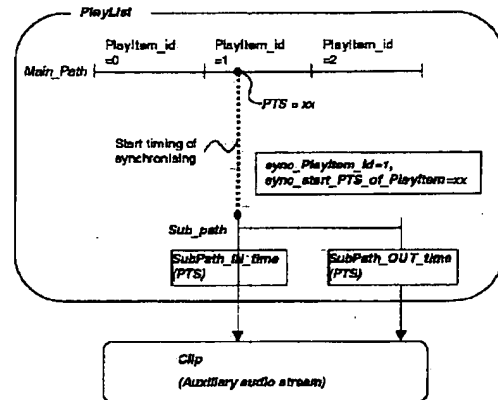 PlayList
PlayItem_id
=0
PlayItem_id
=1
PlayItem_id
=2
Main_Path
PTS = xx
Start timing of
synchronising
sync_PlayItem_id=1,
sync_start_PTS_of_PlayItem=xx
Sub_path
SubPath_IN_time
(PTS)
SubPath_OUT_time
(PTS)
Clip
(Auxiliary audio stream)